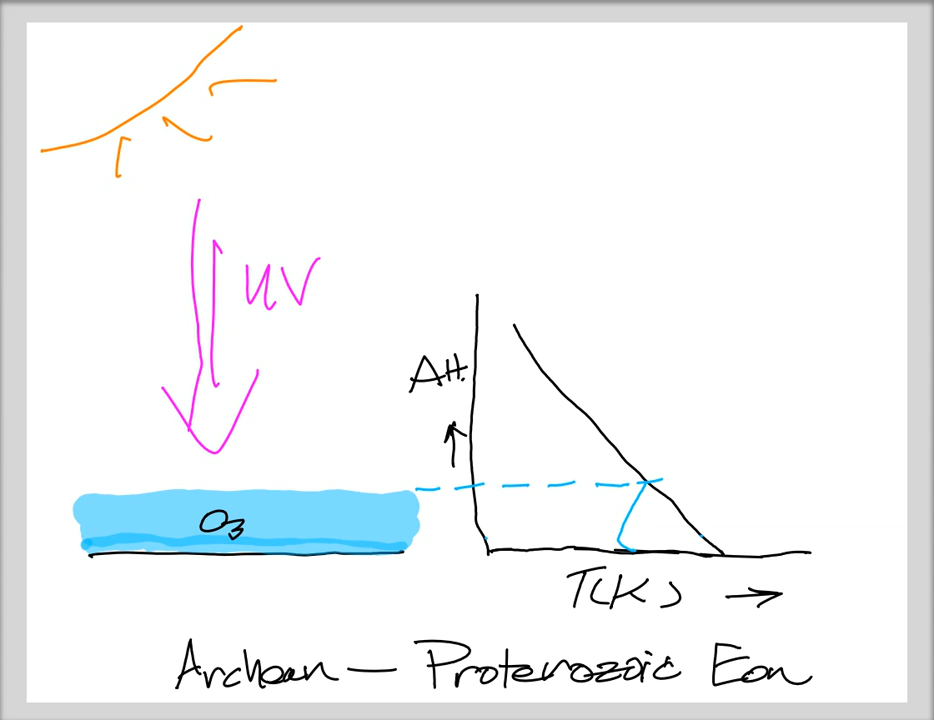 UV
Alt.
O3
T(K)
Archean — Proterozoic Eon